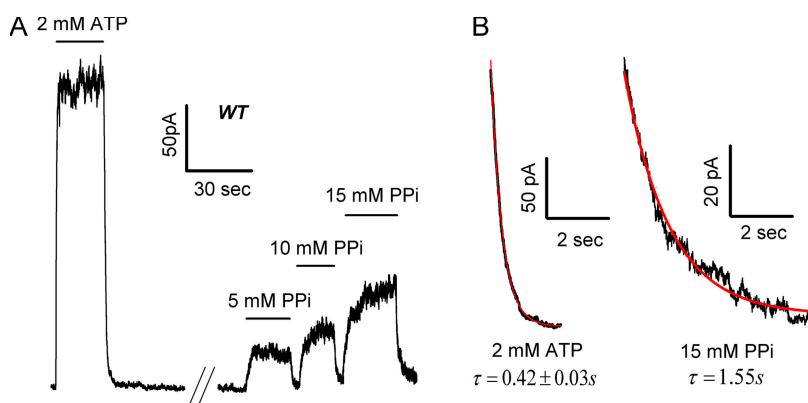 A
2 mM ATP
WT
50pA
30 sec
5 mM PPi
10 mM PPi
15 mM PPi
B
50 pA
2 sec
20 pA
2 sec
2 mM ATP
τ = 0.42 ± 0.03s
15 mM PPi
τ = 1.55s